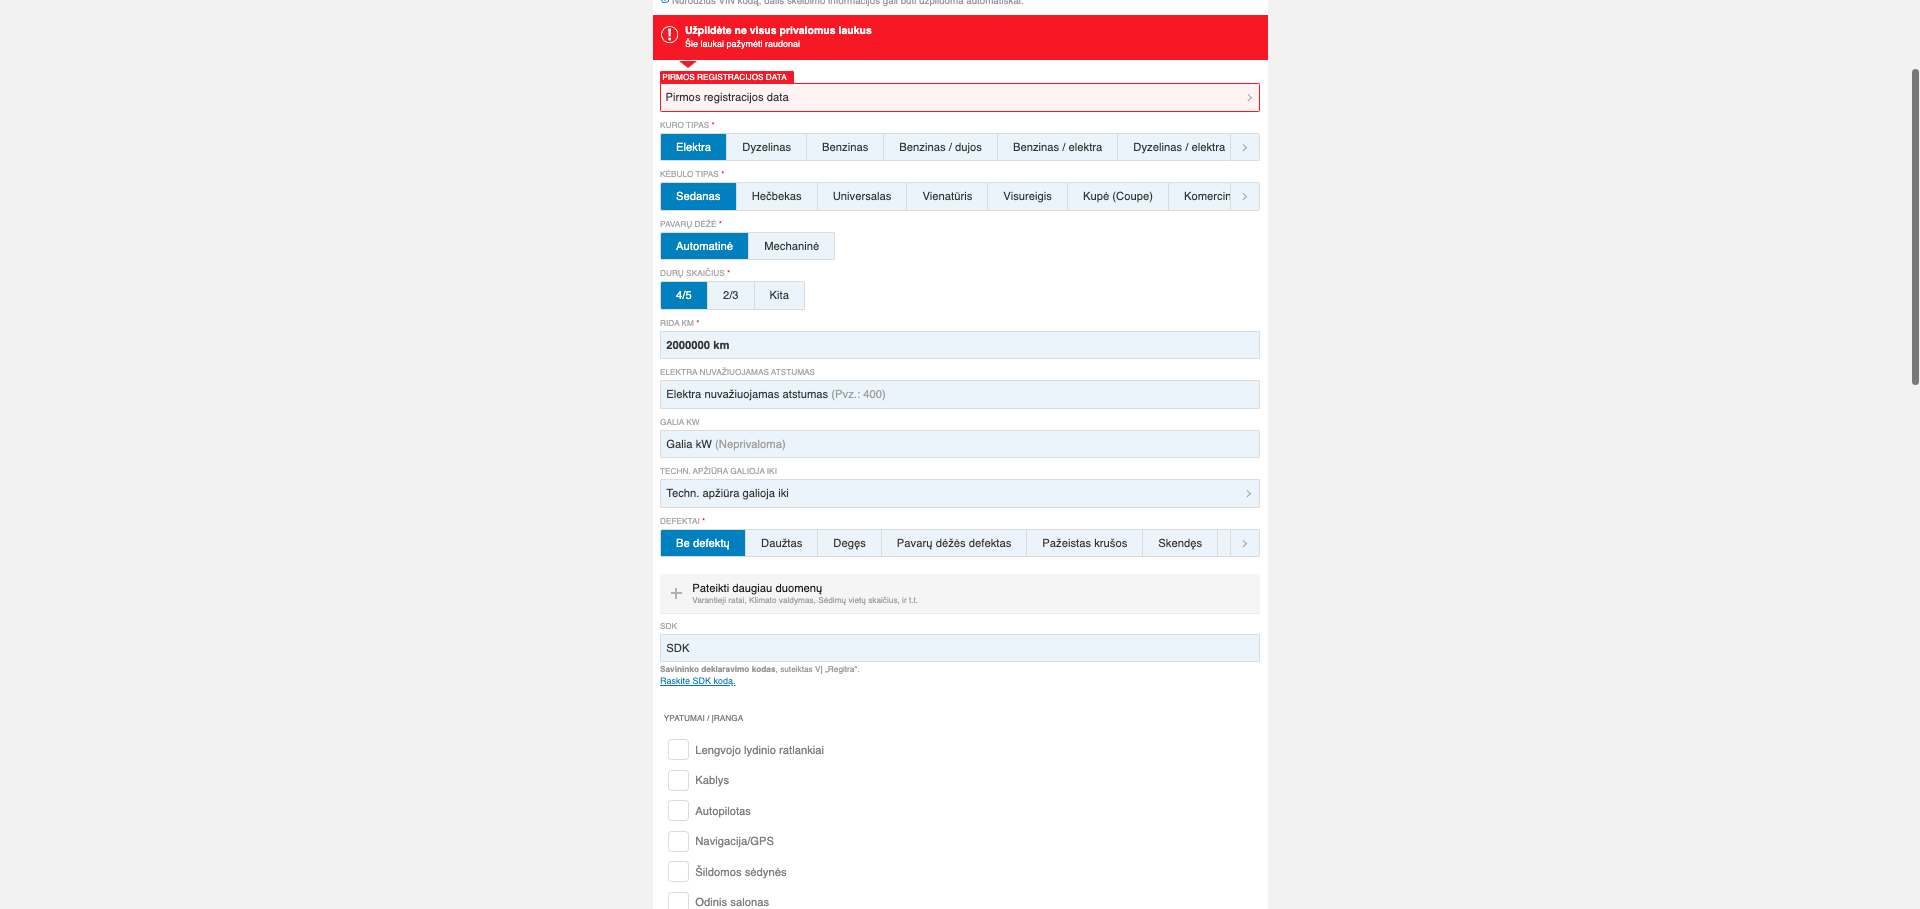 Nurodžius VIN kodą, dalis skelbimo informacijos gali būti užpildoma automatiškai.
Užpildėte ne visus privalomus laukus
Šie laukai pažymėti raudonai
PIRMOS REGISTRACIJOS DATA
Pirmos registracijos data
KURO TIPAS *
Elektra Dyzelinas Benzinas Benzinas / dujos Benzinas / elektra Dyzelinas / elektra
KĖBULO TIPAS *
Sedanas Hečbekas Universalas Vienatūris Visureigis Kupė (Coupe) Komercin
PAVARŲ DĖŽĖ *
Automatinė Mechaninė
DURŲ SKAIČIUS *
4/5 2/3 Kita
RIDA KM *
2000000 km
ELEKTRA NUVAŽIUOJAMAS ATSTUMAS
Elektra nuvažiuojamas atstumas (Pvz.: 400)
GALIA KW
Galia kW (Neprivaloma)
TECHN. APŽIŪRA GALIOJA IKI
Techn. apžiūra galioja iki
DEFEKTAI *
Be defektų Daužtas Degęs Pavarų dėžės defektas Pažeistas krušos Skendęs
Pateikti daugiau duomenų
Varantieji ratai, Klimato valdymas, Sėdimų vietų skaičius, ir t.t.
SDK
SDK
Savininko deklaravimo kodas, suteiktas VĮ „Regitra“.
Raskite SDK kodą.
YPATUMAI / ĮRANGA
Lengvojo lydinio ratlankiai
Kablys
Autopilotas
Navigacija/GPS
Šildomos sėdynės
Odinis salonas